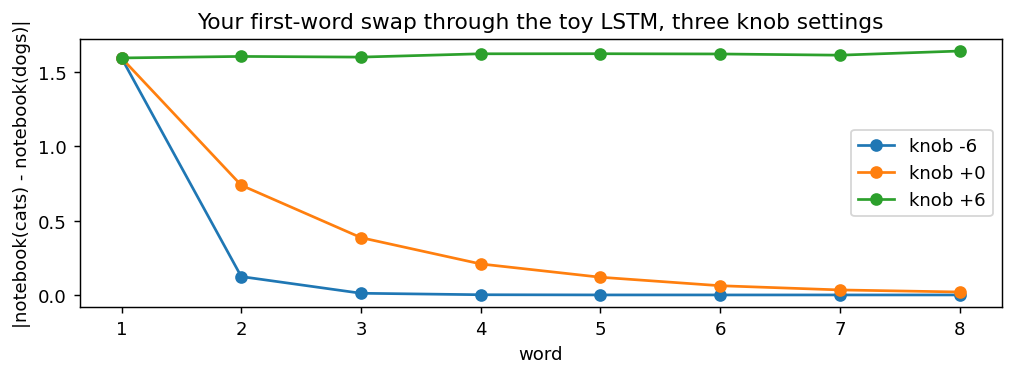 Your first-word swap through the toy LSTM, three knob settings
|notebook(cats) - notebook(dogs)|
1.5
1.0
0.5
0.0
knob -6
knob +0
knob +6
1 2 3 4 5 6 7 8
word